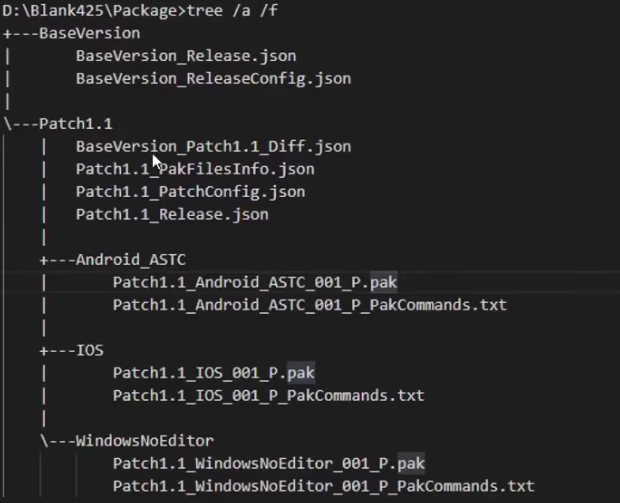 D:\Blank425\Package>tree /a /f
+---BaseVersion
|       BaseVersion_Release.json
|       BaseVersion_ReleaseConfig.json
|
\---Patch1.1
    |   BaseVersion_Patch1.1_Diff.json
    |   Patch1.1_PakFilesInfo.json
    |   Patch1.1_PatchConfig.json
    |   Patch1.1_Release.json
    |
    +---Android_ASTC
    |       Patch1.1_Android_ASTC_001_P.pak
    |       Patch1.1_Android_ASTC_001_P_PakCommands.txt
    |
    +---IOS
    |       Patch1.1_IOS_001_P.pak
    |       Patch1.1_IOS_001_P_PakCommands.txt
    |
    \---WindowsNoEditor
            Patch1.1_WindowsNoEditor_001_P.pak
            Patch1.1_WindowsNoEditor_001_P_PakCommands.txt